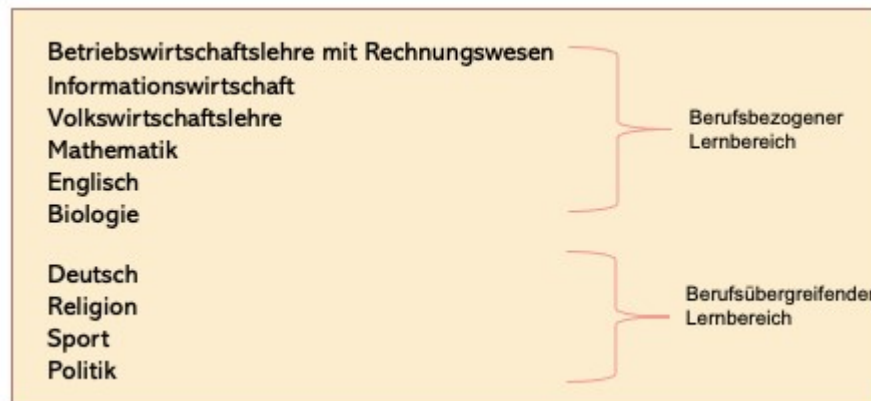 Betriebswirtschaftslehre mit Rechnungswesen
Informationswirtschaft
Volkswirtschaftslehre
Mathematik
Englisch
Biologie
Berufsbezogener
Lernbereich
Deutsch
Religion
Sport
Politik
Berufsübergreifender
Lernbereich